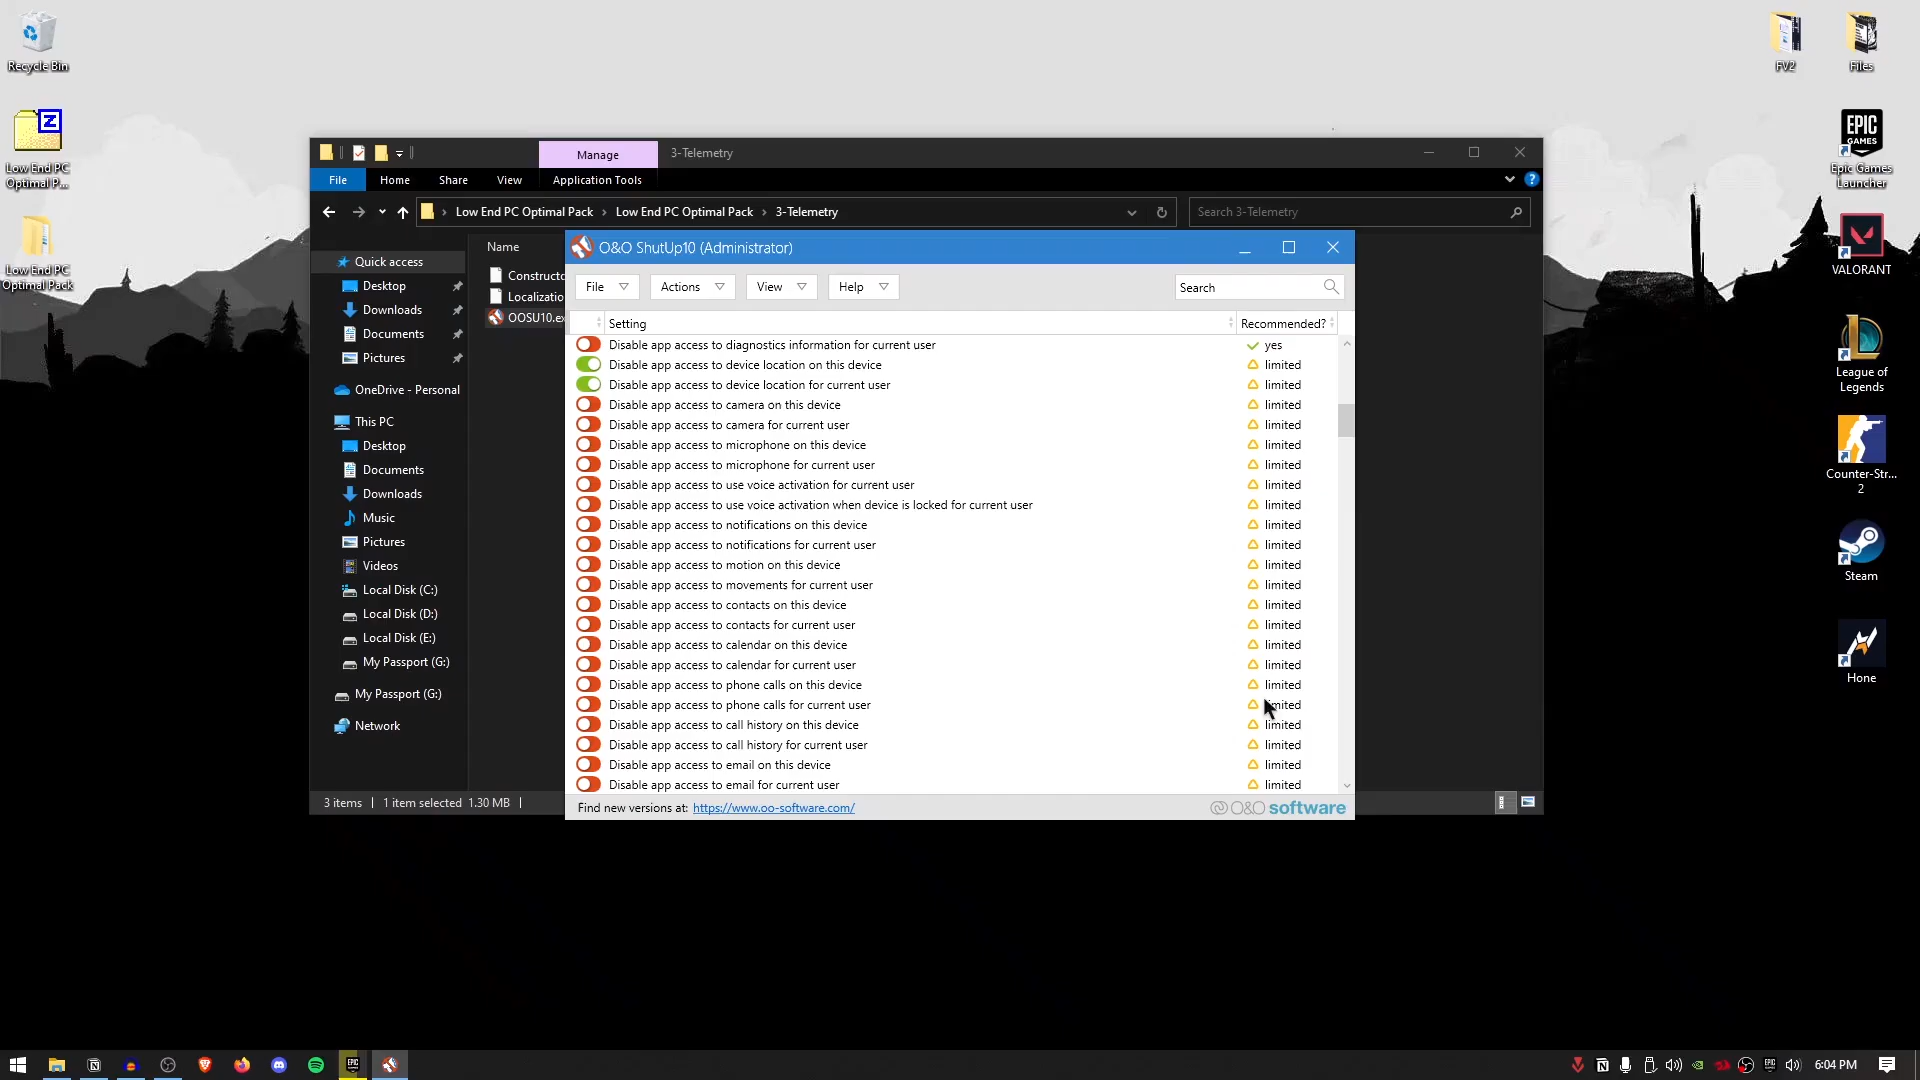 Recycle Bin
Low End PC
Optimal P...
Low End PC
Optimal Pack
FV2
Files
EPIC
GAMES
Epic Games
Launcher
VALORANT
League of
Legends
Counter-Str...
2
Steam
Hone
Manage
3-Telemetry
File
Home
Share
View
Application Tools
Low End PC Optimal Pack > Low End PC Optimal Pack > 3-Telemetry
Search 3-Telemetry
Quick access
Desktop
Downloads
Documents
Pictures
OneDrive - Personal
This PC
Desktop
Documents
Downloads
Music
Pictures
Videos
Local Disk (C:)
Local Disk (D:)
Local Disk (E:)
My Passport (G:)
My Passport (G:)
Network
Name
Constructo
Localizatio
OOSU10.ex
3 items
1 item selected 1.30 MB
O&O ShutUp10 (Administrator)
File
Actions
View
Help
Search
Setting Recommended?
Disable app access to diagnostics information for current user yes
Disable app access to device location on this device limited
Disable app access to device location for current user limited
Disable app access to camera on this device limited
Disable app access to camera for current user limited
Disable app access to microphone on this device limited
Disable app access to microphone for current user limited
Disable app access to use voice activation for current user limited
Disable app access to use voice activation when device is locked for current user limited
Disable app access to notifications on this device limited
Disable app access to notifications for current user limited
Disable app access to motion on this device limited
Disable app access to movements for current user limited
Disable app access to contacts on this device limited
Disable app access to contacts for current user limited
Disable app access to calendar on this device limited
Disable app access to calendar for current user limited
Disable app access to phone calls on this device limited
Disable app access to phone calls for current user limited
Disable app access to call history on this device limited
Disable app access to call history for current user limited
Disable app access to email on this device limited
Disable app access to email for current user limited
Find new versions at: https://www.oo-software.com/
O&O software
6:04 PM